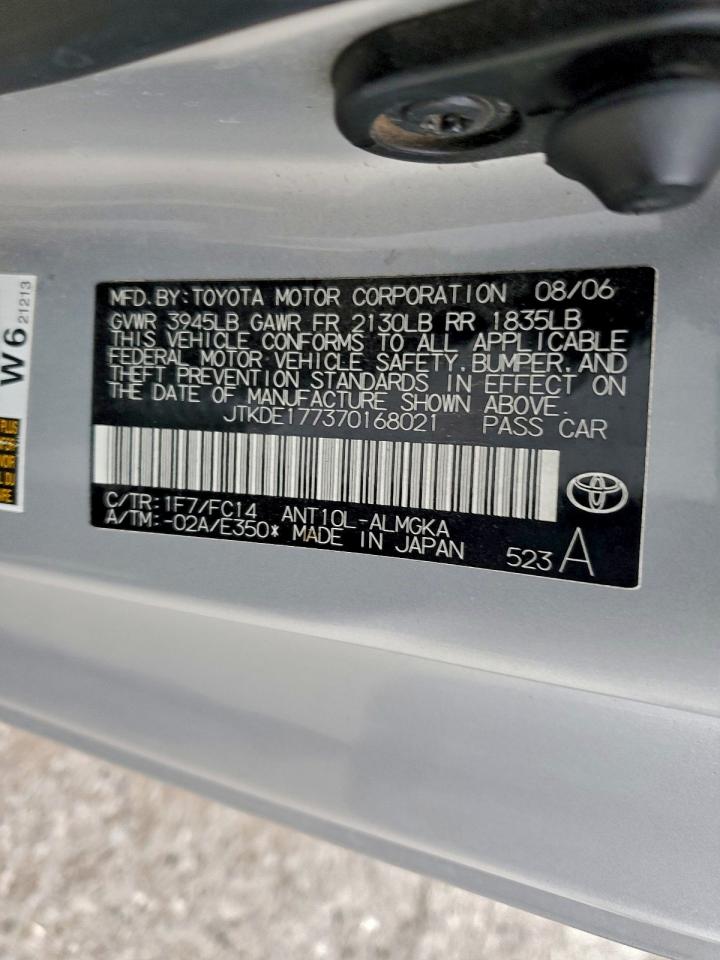 MFD. BY: TOYOTA MOTOR CORPORATION 08/06
GVWR 3945LB GAWR FR 2130LB RR 1835LB
THIS VEHICLE CONFORMS TO ALL APPLICABLE
FEDERAL MOTOR VEHICLE SAFETY, BUMPER, AND
THEFT PREVENTION STANDARDS IN EFFECT ON
THE DATE OF MANUFACTURE SHOWN ABOVE.
JTKDE177370168021 PASS CAR
C/TR: 1F7/FC14 ANT10L-ALMGKA
A/TM: -02A/E350* MADE IN JAPAN 523 A
W6
21213
PLUS